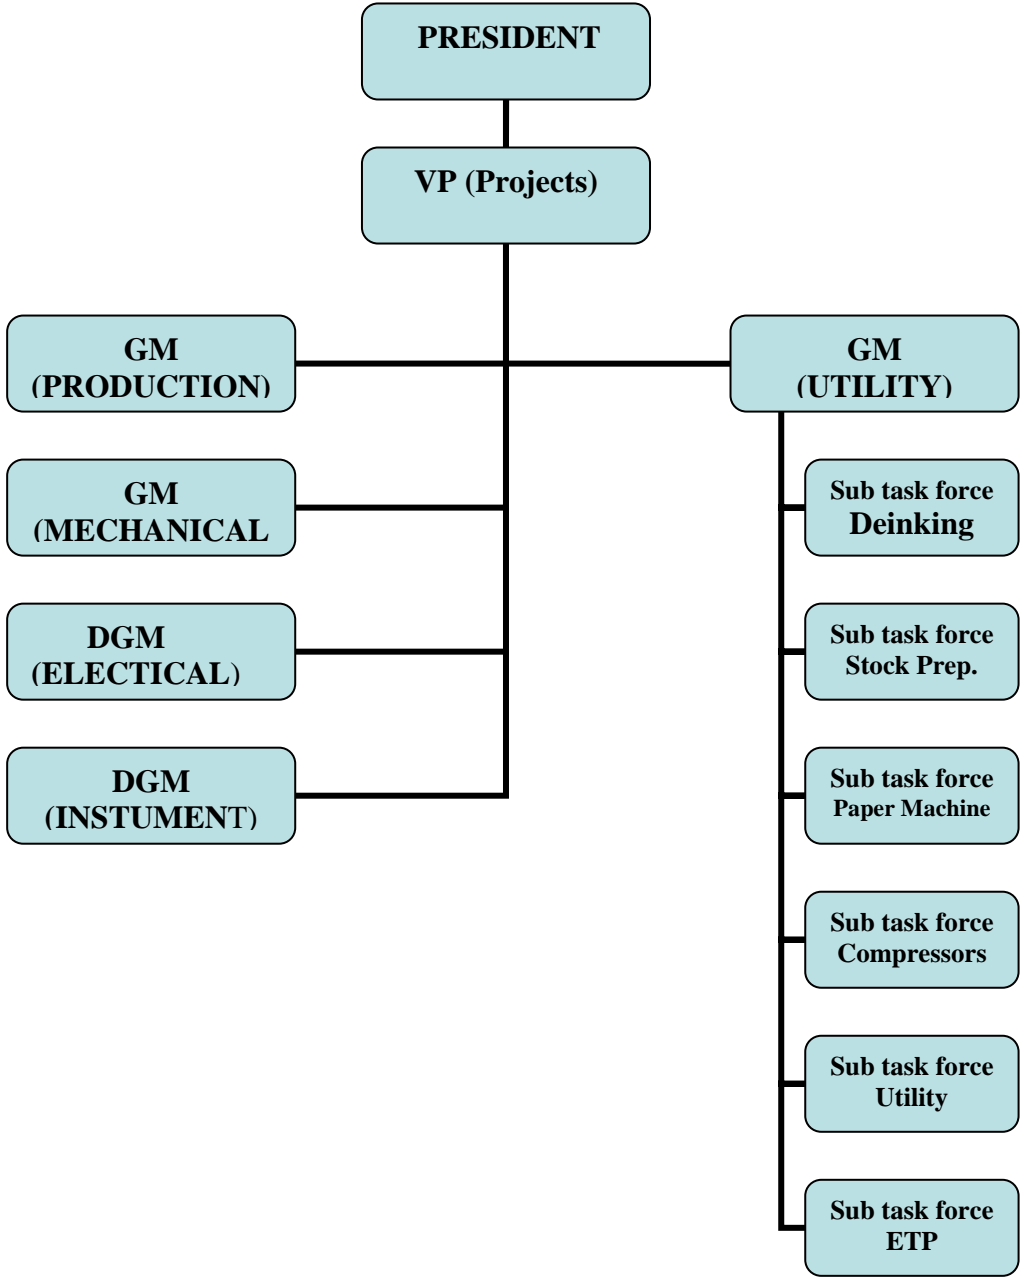 PRESIDENT
VP (Projects)
GM
(PRODUCTION)
GM
(UTILITY)
GM
(MECHANICAL
Sub task force
Deinking
DGM
(ELECTICAL)
Sub task force
Stock Prep.
DGM
(INSTUMENT)
Sub task force
Paper Machine
Sub task force
Compressors
Sub task force
Utility
Sub task force
ETP